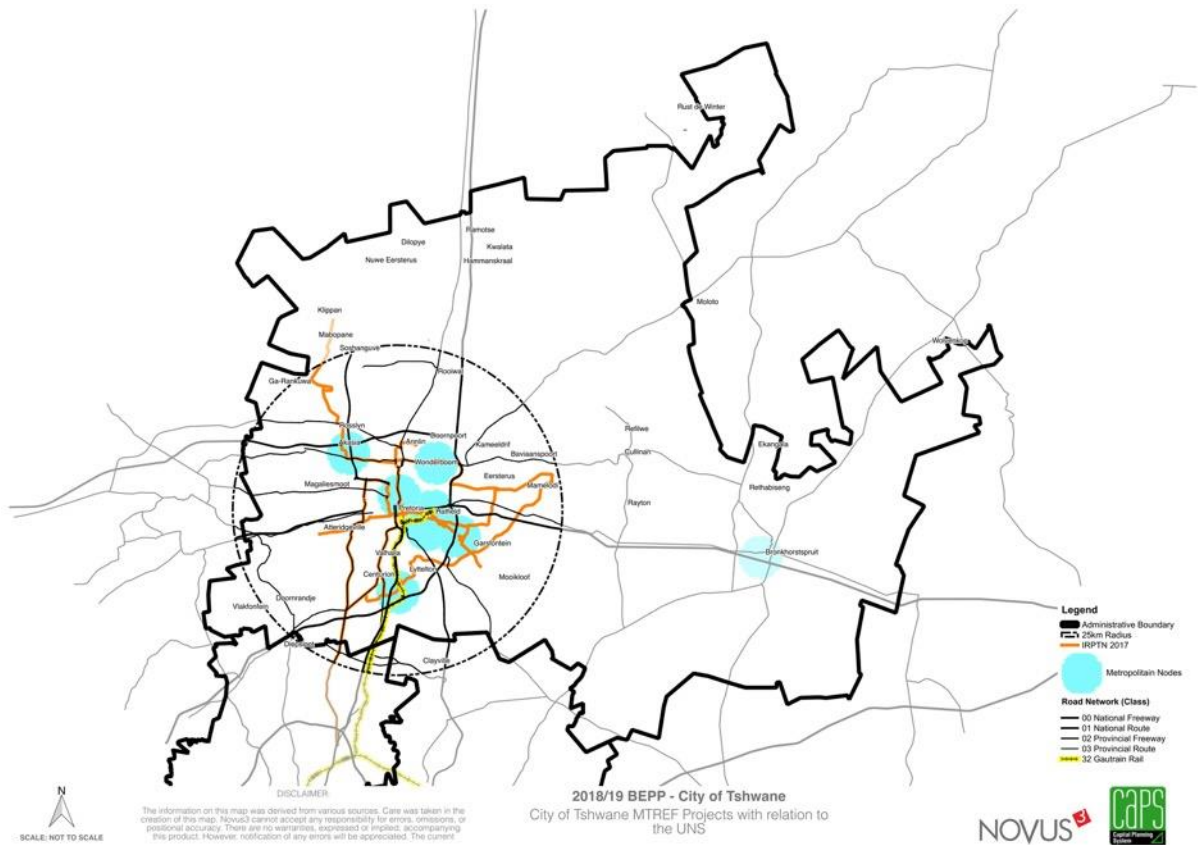 Rust de Winter
Ramotse
Dilopye
Kwalata
Nuwe Eersterus
Hammanskraal
Moloto
Klippan
Mabopane
Soshanguve
Rooiwal
Ga-Rankuwa
Rosslyn
Akasia
Annlin
Doornpoort
Kameeldrif
Wonderboom
Baviaanspoort
Refilwe
Cullinan
Ekangala
Eersterus
Mamelodi
Magaliesmoot
Rethabiseng
Rayton
Pretoria
Hatfield
Atteridgeville
Garsfontein
Bronkhorstspruit
Valhalla
Centurion
Lyttelton
Mooikloof
Doornrandje
Vlakfontein
Diepsloot
Clayville
Legend
Administrative Boundary
25km Radius
IRPTN 2017
Metropolitain Nodes
Road Network (Class)
00 National Freeway
01 National Route
02 Provincial Freeway
03 Provincial Route
32 Gautrain Rail
N
SCALE: NOT TO SCALE
DISCLAIMER:
The information on this map was derived from various sources. Care was taken in the
creation of this map. Novus3 cannot accept any responsibility for errors, omissions, or
positional accuracy. There are no warranties, expressed or implied, accompanying
this product. However, notification of any errors will be appreciated. The current
2018/19 BEPP - City of Tshwane
City of Tshwane MTREF Projects with relation to
the UNS
NOVUS3
CaPS
Capital Planning
System